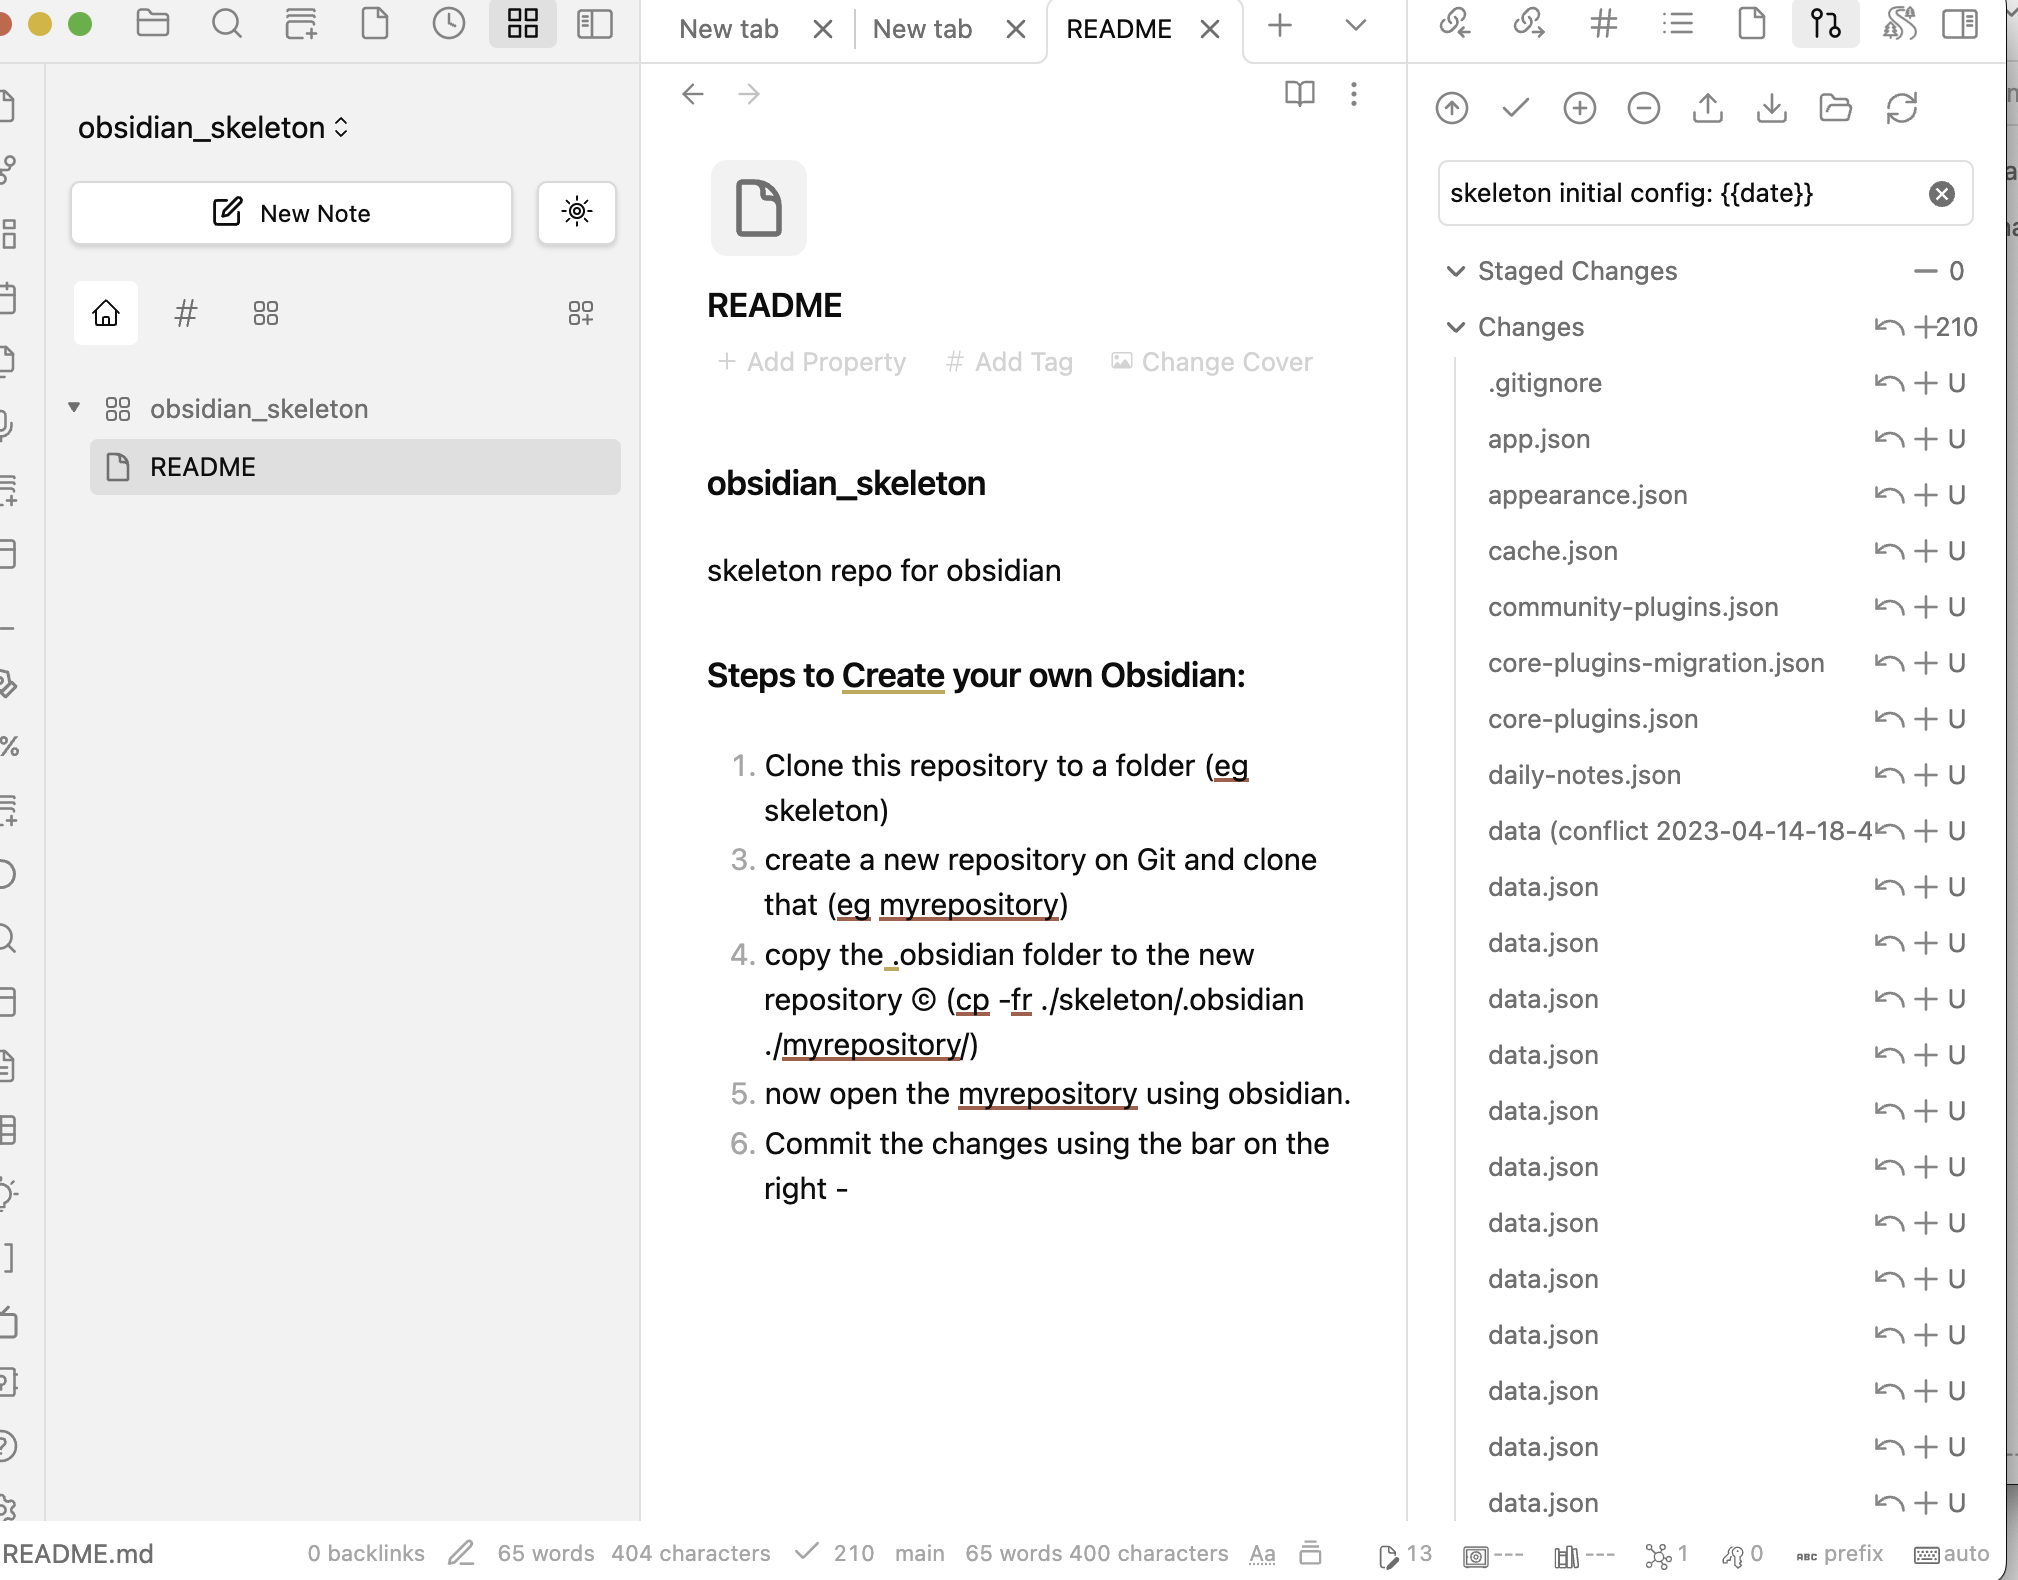 New tab
New tab
README
obsidian_skeleton
New Note
obsidian_skeleton
README
README
Add Property # Add Tag Change Cover
obsidian_skeleton
skeleton repo for obsidian
Steps to Create your own Obsidian:
1. Clone this repository to a folder (eg
skeleton)
3. create a new repository on Git and clone
that (eg myrepository)
4. copy the .obsidian folder to the new
repository © (cp -fr ./skeleton/.obsidian
./myrepository/)
5. now open the myrepository using obsidian.
6. Commit the changes using the bar on the
right -
skeleton initial config: {{date}}
Staged Changes 0
Changes 210
.gitignore U
app.json U
appearance.json U
cache.json U
community-plugins.json U
core-plugins-migration.json U
core-plugins.json U
daily-notes.json U
data (conflict 2023-04-14-18-4 U
data.json U
data.json U
data.json U
data.json U
data.json U
data.json U
data.json U
data.json U
data.json U
data.json U
data.json U
data.json U
README.md
0 backlinks 65 words 404 characters 210 main 65 words 400 characters Aa 13 --- --- 1 0 ABC prefix auto